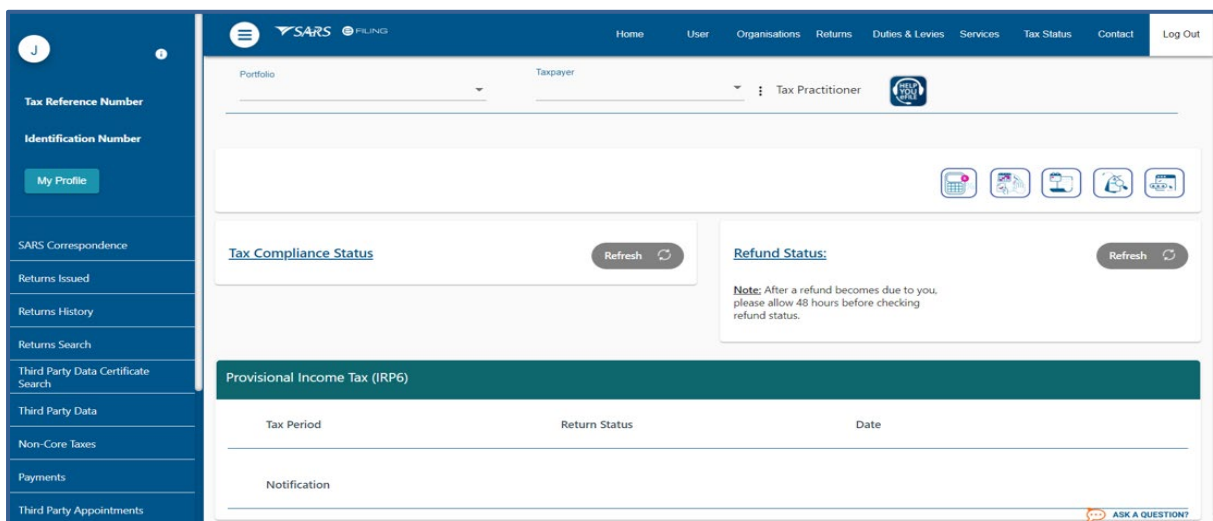 J
Tax Reference Number
Identification Number
My Profile
SARS Correspondence
Returns Issued
Returns History
Returns Search
Third Party Data Certificate
Search
Third Party Data
Non-Core Taxes
Payments
Third Party Appointments
SARS eFILING
Home User Organisations Returns Duties & Levies Services Tax Status Contact Log Out
Portfolio
Taxpayer
Tax Practitioner
HELP
YOU
eFILE
Tax Compliance Status
Refresh
Refund Status:
Refresh
Note: After a refund becomes due to you,
please allow 48 hours before checking
refund status.
Provisional Income Tax (IRP6)
Tax Period Return Status Date
Notification
ASK A QUESTION?